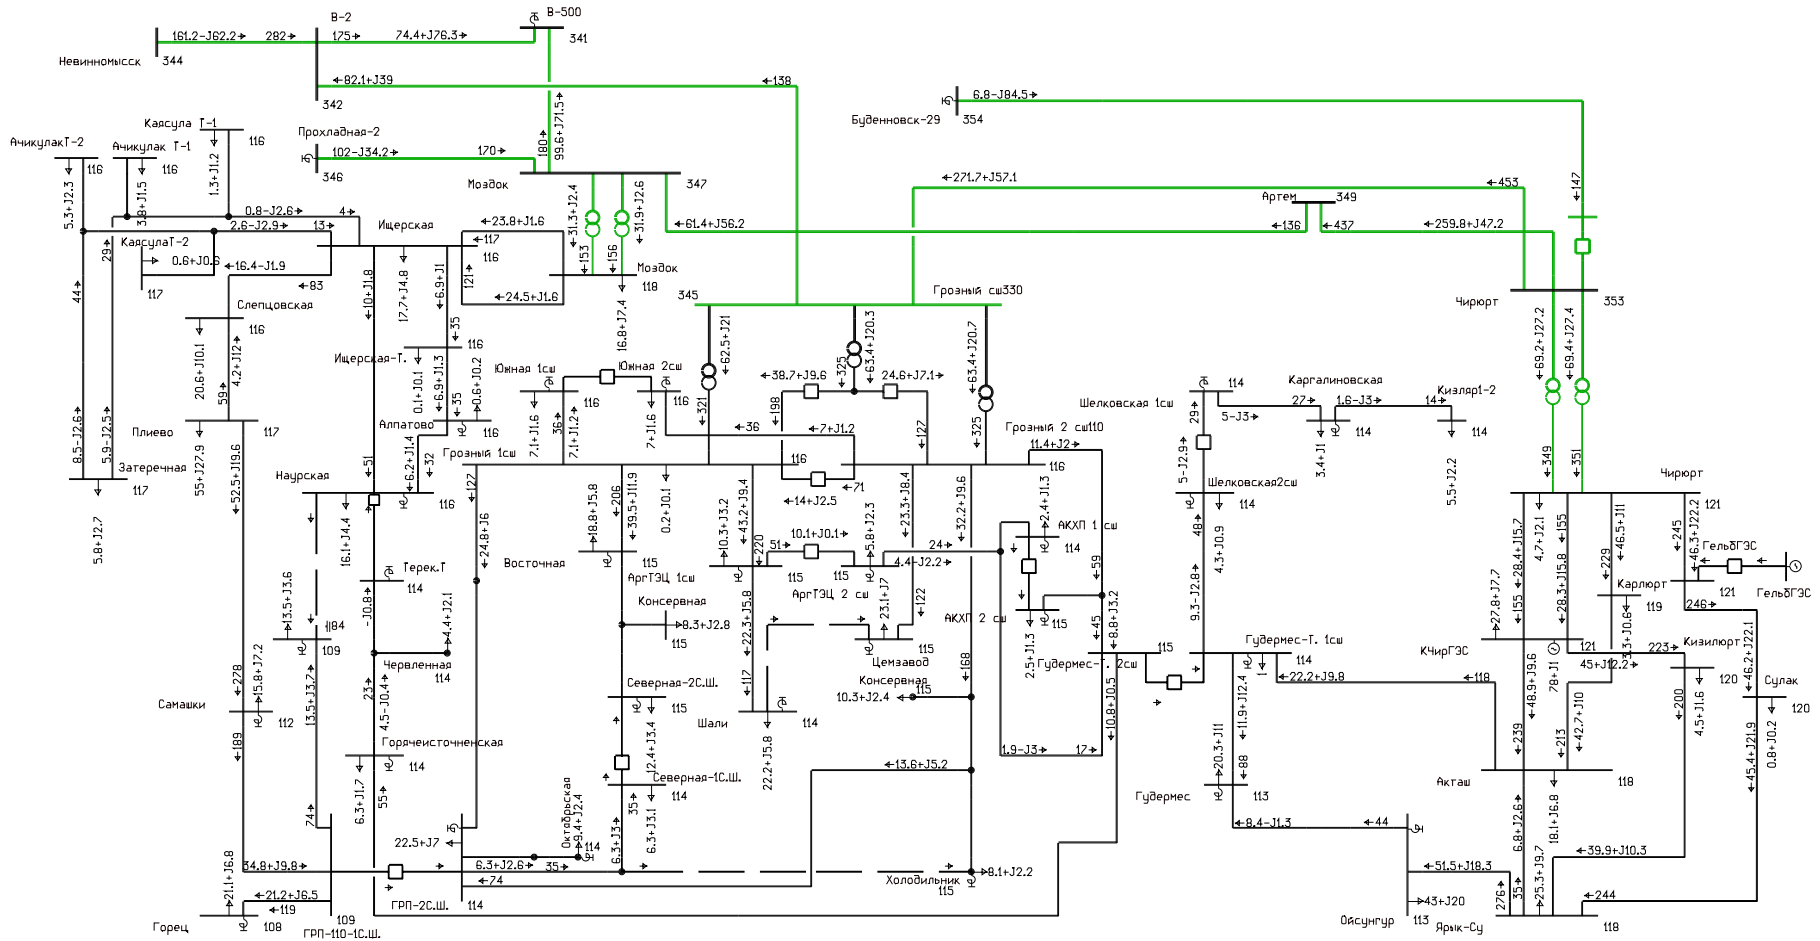 В-2
В-500
Невинномысск
344
161.2-J62.2
282
175
74.4+J76.3
341
82.1+J39
138
342
Прохладная-2
346
102-J34.2
170
180
99.6+J71.5
Моздок
347
Буденновск-29
354
6.8-J84.5
147
271.7+J57.1
453
Артем
349
61.4+J56.2
136
437
259.8+J47.2
Чирюрт
353
АчикулакТ-2
116
5.3+J2.3
Ачикулак Т-1
116
3.8+J1.5
Каясула Т-1
116
1.3+J1.2
0.8-J2.6
4
2.6-J2.9
13
КаясулаТ-2
0.6+J0.6
117
29
44
16.4-J1.9
83
Ищерская
116
117
121
23.8+J1.6
24.5+J1.6
31.3+J2.4
31.9+J2.6
153
156
Моздок
118
16.8+J7.4
10+J1.8
17.7+J4.8
6.9+J1
35
Слепцовская
116
20.6+J10.1
4.2+J12
59
Плиево
117
55+J27.9
52.5+J19.6
8.5-J2.6
5.9-J2.5
Затеречная
117
5.8+J2.7
Ищерская-Т.
116
0.1+J0.1
6.9+J1.3
35
0.6+J0.2
Алпатово
116
6.2+J1.4
32
51
Наурская
116
16.1+J4.4
345
Грозный сш330
62.5+J21
321
63.4+J20.3
325
63.4+J20.7
325
Южная 1сш
116
7.1+J1.6
36
7.1+J1.2
Южная 2сш
116
7+J1.6
38.7+J9.6
24.6+J7.1
198
127
36
7+J1.2
Грозный 1сш
116
14+J2.5
71
Грозный 2 сш110
116
11.4+J2
127
24.8+J6
206
39.5+J11.9
18.8+J5.8
0.2+J0.1
10.3+J3.2
43.2+J9.4
220
23.3+J8.4
32.2+J9.6
2.4+J1.3
Восточная
115
АргТЭЦ 1сш
115
51
10.1+J0.1
5.8+J2.3
АргТЭЦ 2 сш
115
24
4.4-J2.2
122
АКХП 1 сш
114
59
АКХП 2 сш
115
2.5+J1.3
45
8.8+J3.2
Консервная
115
8.3+J2.8
22.3+J5.8
117
Шали
114
22.2+J5.8
23.1+J7
Цемзавод
115
168
Консервная
115
10.3+J2.4
Северная-2С.Ш.
115
12.4+J3.4
Северная-1С.Ш.
114
35
6.3+J3
6.3+J3.1
13.6+J5.2
1.9-J3
17
10.8+J0.5
Гудермес-Т. 2сш
115
Гудермес-Т. 1сш
114
1
22.2+J9.8
118
11.9+J12.4
88
20.3+J11
Гудермес
113
8.4-J1.3
44
Ойсунгур
113
43+J20
51.5+J18.3
Шелковская 1сш
114
29
5-J3
27
5-J2.9
Шелковская2сш
114
48
4.3+J0.9
9.3-J2.8
Каргалиновская
114
3.4+J1
1.6-J3
14
Кизляр1-2
114
5.5+J2.2
69.2+J27.2
69.4+J27.4
349
351
Чирюрт
121
28.4+J15.7
4.7+J2.1
155
155
28.3+J15.8
46.5+J11
229
245
46.3+J22.2
ГельбГЭС
ГельбГЭС
121
246
Карлюрт
119
3.3+J0.6
27.8+J7.7
КЧирГЭС
121
78+J1
45+J12.2
223
Кизилюрт
120
4.5+J1.6
200
46.2+J22.1
Сулак
120
0.8+J0.2
45.4+J21.9
48.9+J9.6
239
42.7+J10
213
Акташ
118
18.1+J6.8
6.8+J2.6
35
276
25.3+J9.7
39.9+J10.3
244
Ярык-Су
118
109
84
13.5+J3.6
13.5+J3.7
74
Терек.Т
114
-J0.8
4.4+J2.1
Червленная
114
23
4.5-J0.4
Горячеисточненская
114
6.3+J1.7
55
Самашки
112
278
15.8+J7.2
189
34.8+J9.8
21.1+J6.8
21.2+J6.5
119
Горец
108
109
ГРП-110-1С.Ш.
22.5+J7
6.3+J2.6
35
74
ГРП-2С.Ш.
114
Октябрьская
114
9.4+J2.4
Холодильник
115
8.1+J2.2